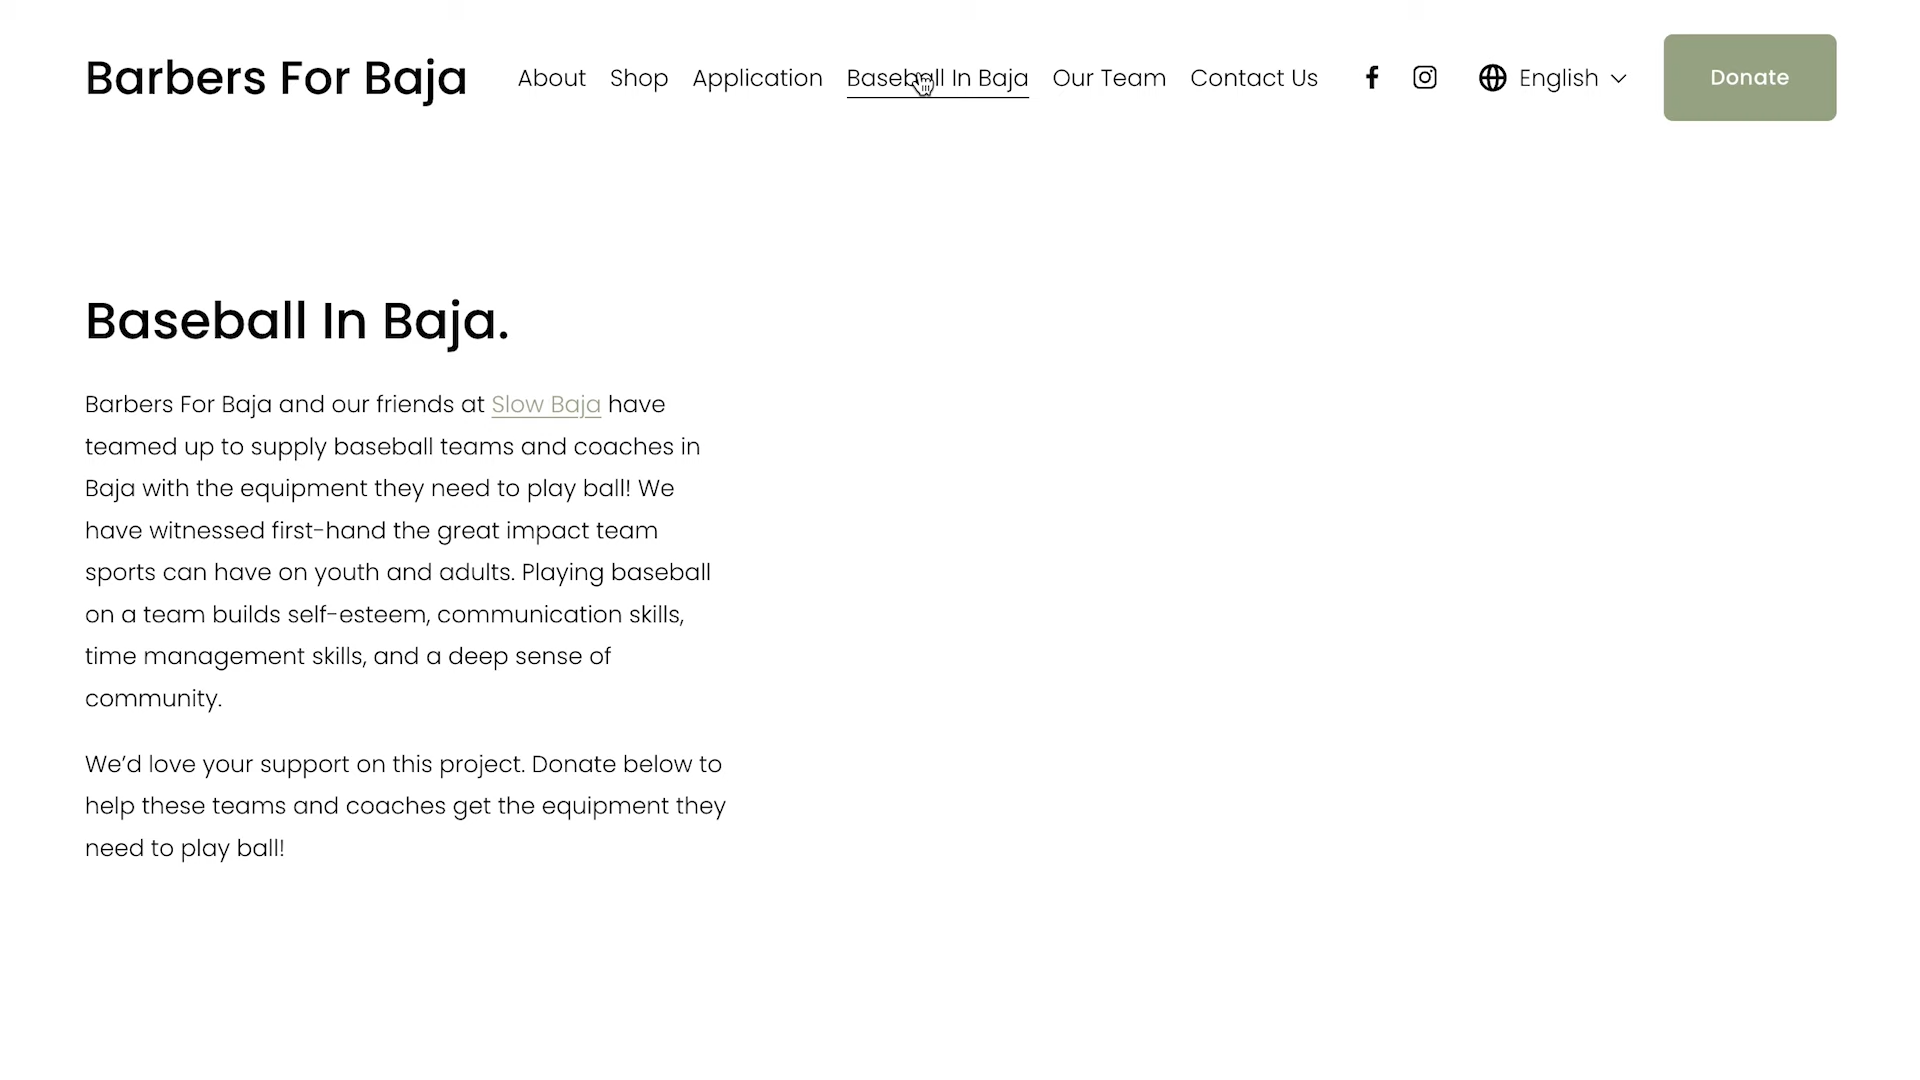 Barbers For Baja
About Shop Application Baseball In Baja Our Team Contact Us English Donate
Baseball In Baja.
Barbers For Baja and our friends at Slow Baja have
teamed up to supply baseball teams and coaches in
Baja with the equipment they need to play ball! We
have witnessed first-hand the great impact team
sports can have on youth and adults. Playing baseball
on a team builds self-esteem, communication skills,
time management skills, and a deep sense of
community.
We’d love your support on this project. Donate below to
help these teams and coaches get the equipment they
need to play ball!